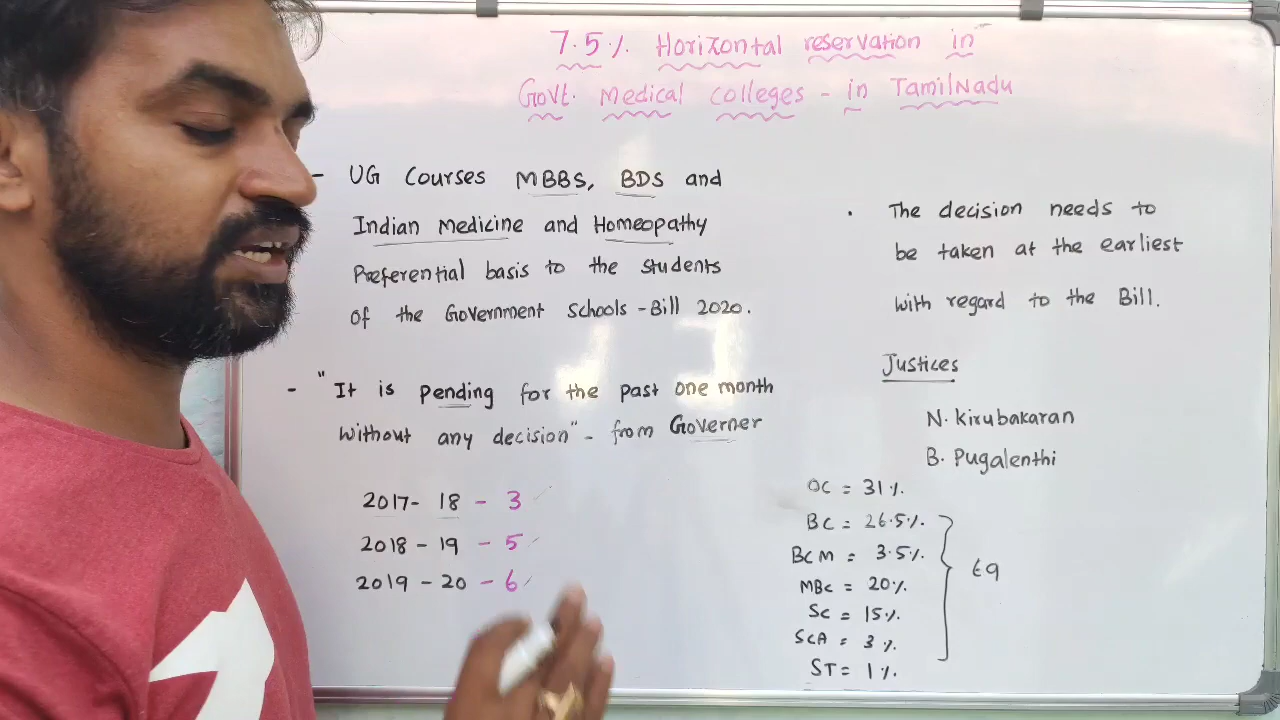 7.5% Horizontal reservation in
Govt. Medical colleges - in TamilNadu
- UG Courses MBBS, BDS and
Indian Medicine and Homeopathy
Preferential basis to the students
of the Government schools - Bill 2020.
- "It is pending for the past one month
without any decision" - from Governer
2017- 18 - 3
2018 - 19 - 5
2019 - 20 - 6
. The decision needs to
be taken at the earliest
with regard to the Bill.
Justices
N. Kirubakaran
B. Pugalenthi
OC = 31%
BC = 26.5%
BCM = 3.5%
MBC = 20%
SC = 15%
SCA = 3%
ST = 1%
69